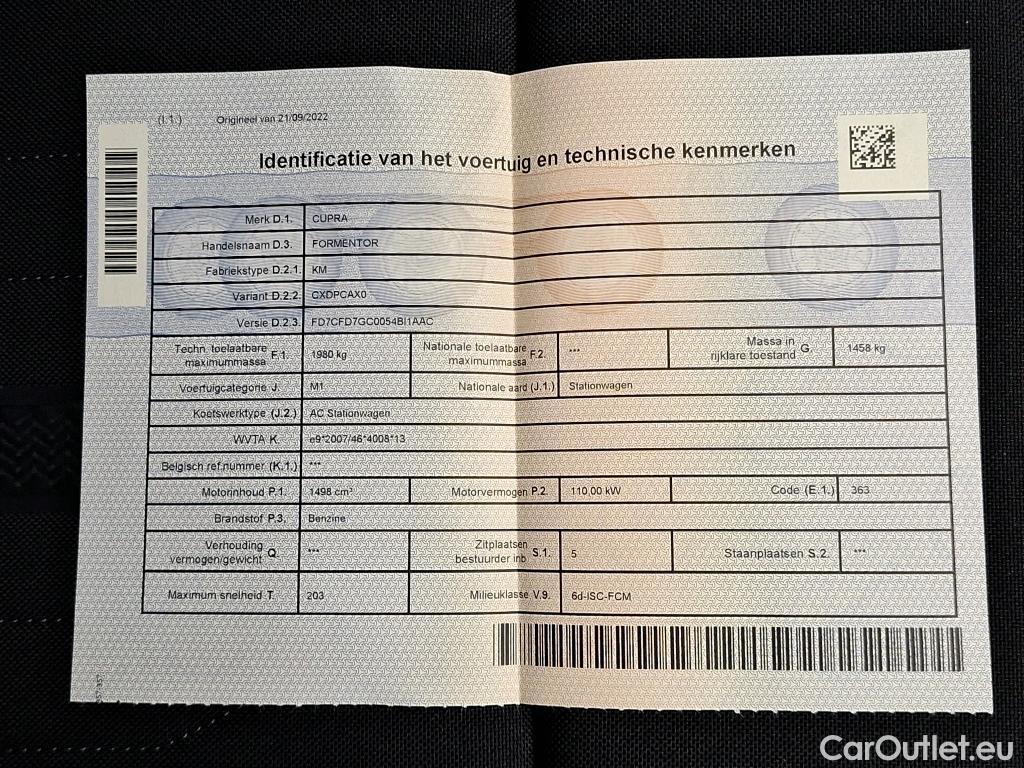 (I.1.) Origineel van 21/09/2022
Identificatie van het voertuig en technische kenmerken
Merk D.1. CUPRA
Handelsnaam D.3. FORMENTOR
Fabriekstype D.2.1. KM
Variant D.2.2. CXDPCAX0
Versie D.2.3. FD7CFD7GC0054BI1AAC
Techn. toelaatbare maximummassa F.1. 1980 kg Nationale toelaatbare maximummassa F.2. *** Massa in rijklare toestand G. 1458 kg
Voertuigcategorie J. M1 Nationale aard (J.1.) Stationwagen
Koetswerktype (J.2.) AC Stationwagen
WVTA K. e9*2007/46*4008*13
Belgisch ref.nummer (K.1.) ***
Motorinhoud P.1. 1498 cm³ Motorvermogen P.2. 110,00 kW Code (E.1.) 363
Brandstof P.3. Benzine
Verhouding vermogen/gewicht Q. *** Zitplaatsen bestuurder inb. S.1. 5 Staanplaatsen S.2. ***
Maximum snelheid T. 203 Milieuklasse V.9. 6d-ISC-FCM
CarOutlet.eu